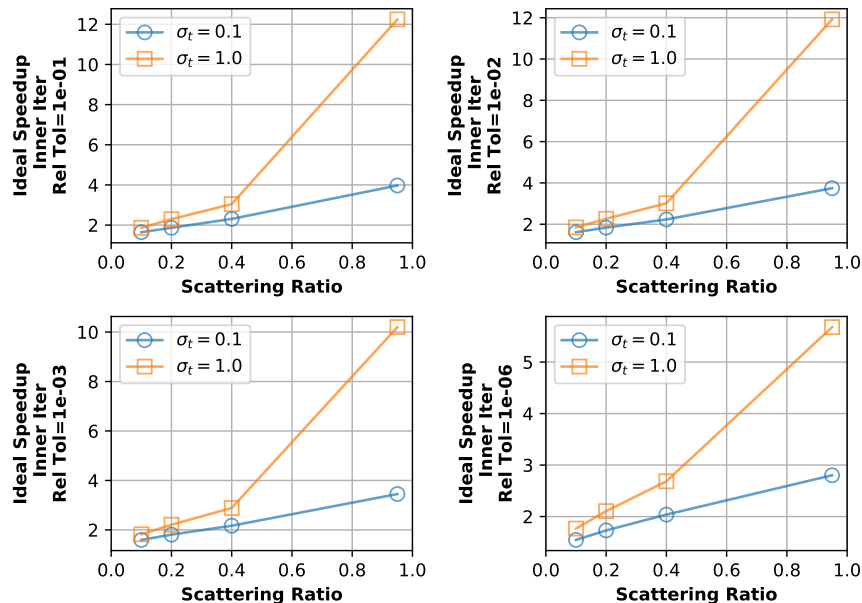 Ideal Speedup
Inner Iter
Rel Tol=1e-01
12
10
8
6
4
2
σt = 0.1
σt = 1.0
0.0 0.2 0.4 0.6 0.8 1.0
Scattering Ratio
Ideal Speedup
Inner Iter
Rel Tol=1e-02
12
10
8
6
4
2
σt = 0.1
σt = 1.0
0.0 0.2 0.4 0.6 0.8 1.0
Scattering Ratio
Ideal Speedup
Inner Iter
Rel Tol=1e-03
10
8
6
4
2
σt = 0.1
σt = 1.0
0.0 0.2 0.4 0.6 0.8 1.0
Scattering Ratio
Ideal Speedup
Inner Iter
Rel Tol=1e-06
5
4
3
2
σt = 0.1
σt = 1.0
0.0 0.2 0.4 0.6 0.8 1.0
Scattering Ratio